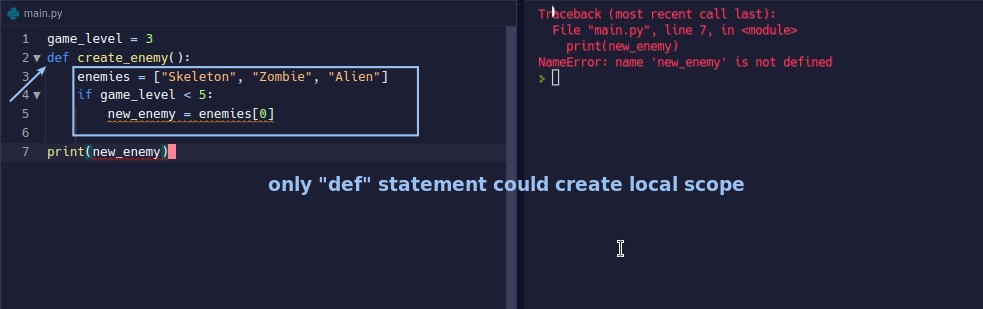 main.py
1 game_level = 3
2 def create_enemy():
3 enemies = ["Skeleton", "Zombie", "Alien"]
4 if game_level < 5:
5 new_enemy = enemies[0]
6
7 print(new_enemy)
only "def" statement could create local scope
Traceback (most recent call last):
File "main.py", line 7, in <module>
print(new_enemy)
NameError: name 'new_enemy' is not defined